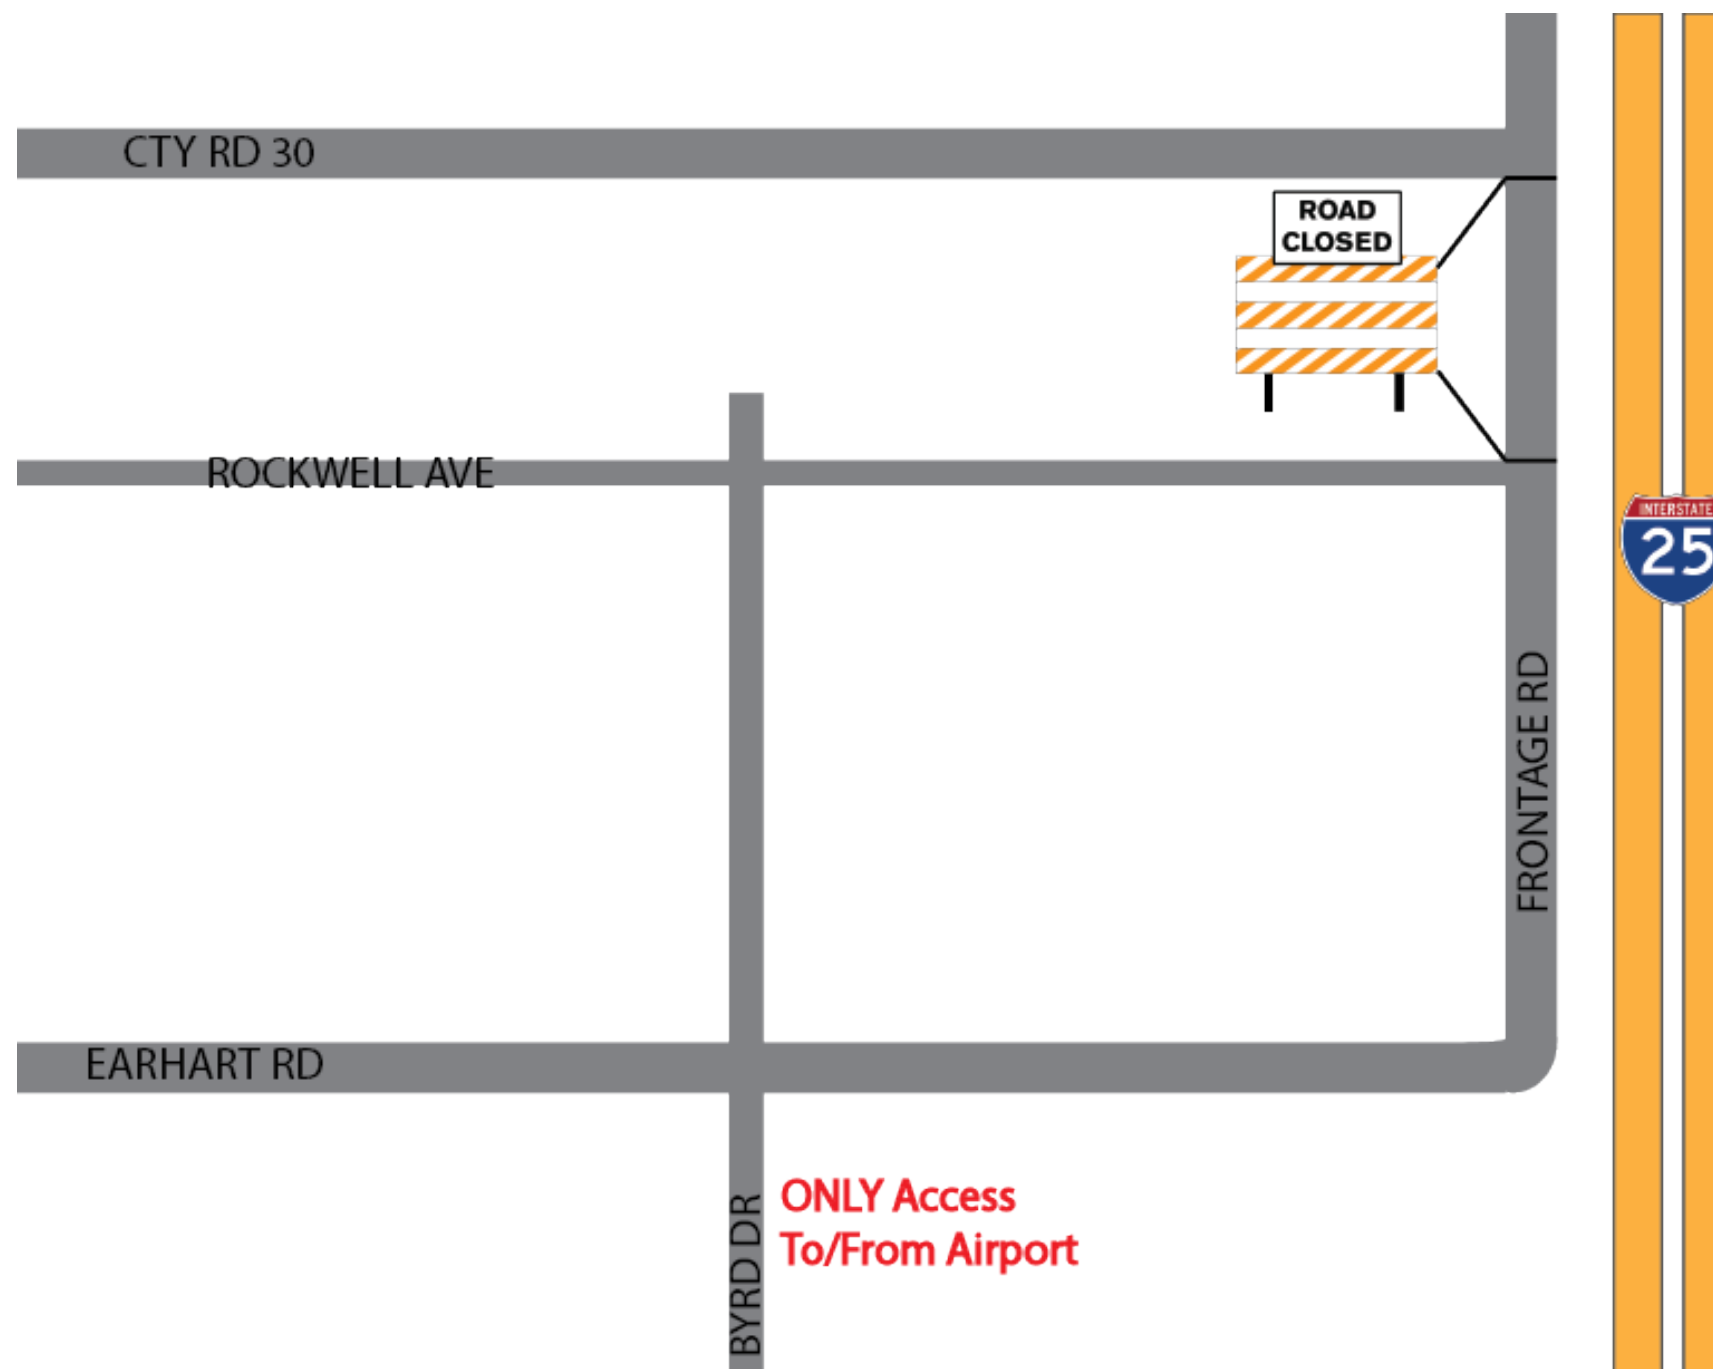 CTY RD 30
ROAD
CLOSED
ROCKWELL AVE
INTERSTATE
25
FRONTAGE RD
EARHART RD
ONLY Access
To/From Airport
BYRD DR